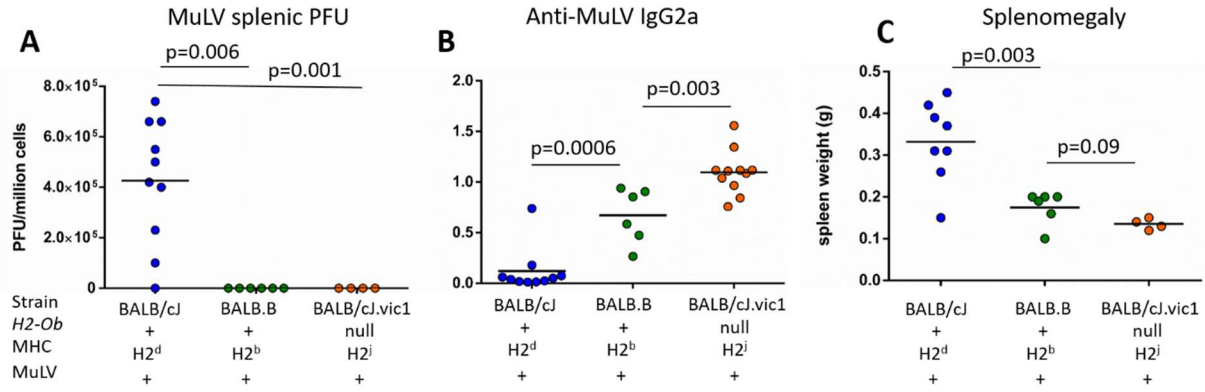 MuLV splenic PFU
A
p=0.006
p=0.001
8.0×10⁵
6.0×10⁵
4.0×10⁵
2.0×10⁵
0
PFU/million cells
BALB/cJ BALB.B BALB/cJ.vic1
+ + null
H2ᵈ H2ᵇ H2ʲ
+ + +
Strain
H2-Ob
MHC
MuLV
Anti-MuLV IgG2a
B
p=0.003
p=0.0006
2.0
1.5
1.0
0.5
0.0
BALB/cJ BALB.B BALB/cJ.vic1
+ + null
H2ᵈ H2ᵇ H2ʲ
+ + +
Splenomegaly
C
p=0.003
p=0.09
0.5
0.4
0.3
0.2
0.1
0.0
spleen weight (g)
BALB/cJ BALB.B BALB/cJ.vic1
+ + null
H2ᵈ H2ᵇ H2ʲ
+ + +